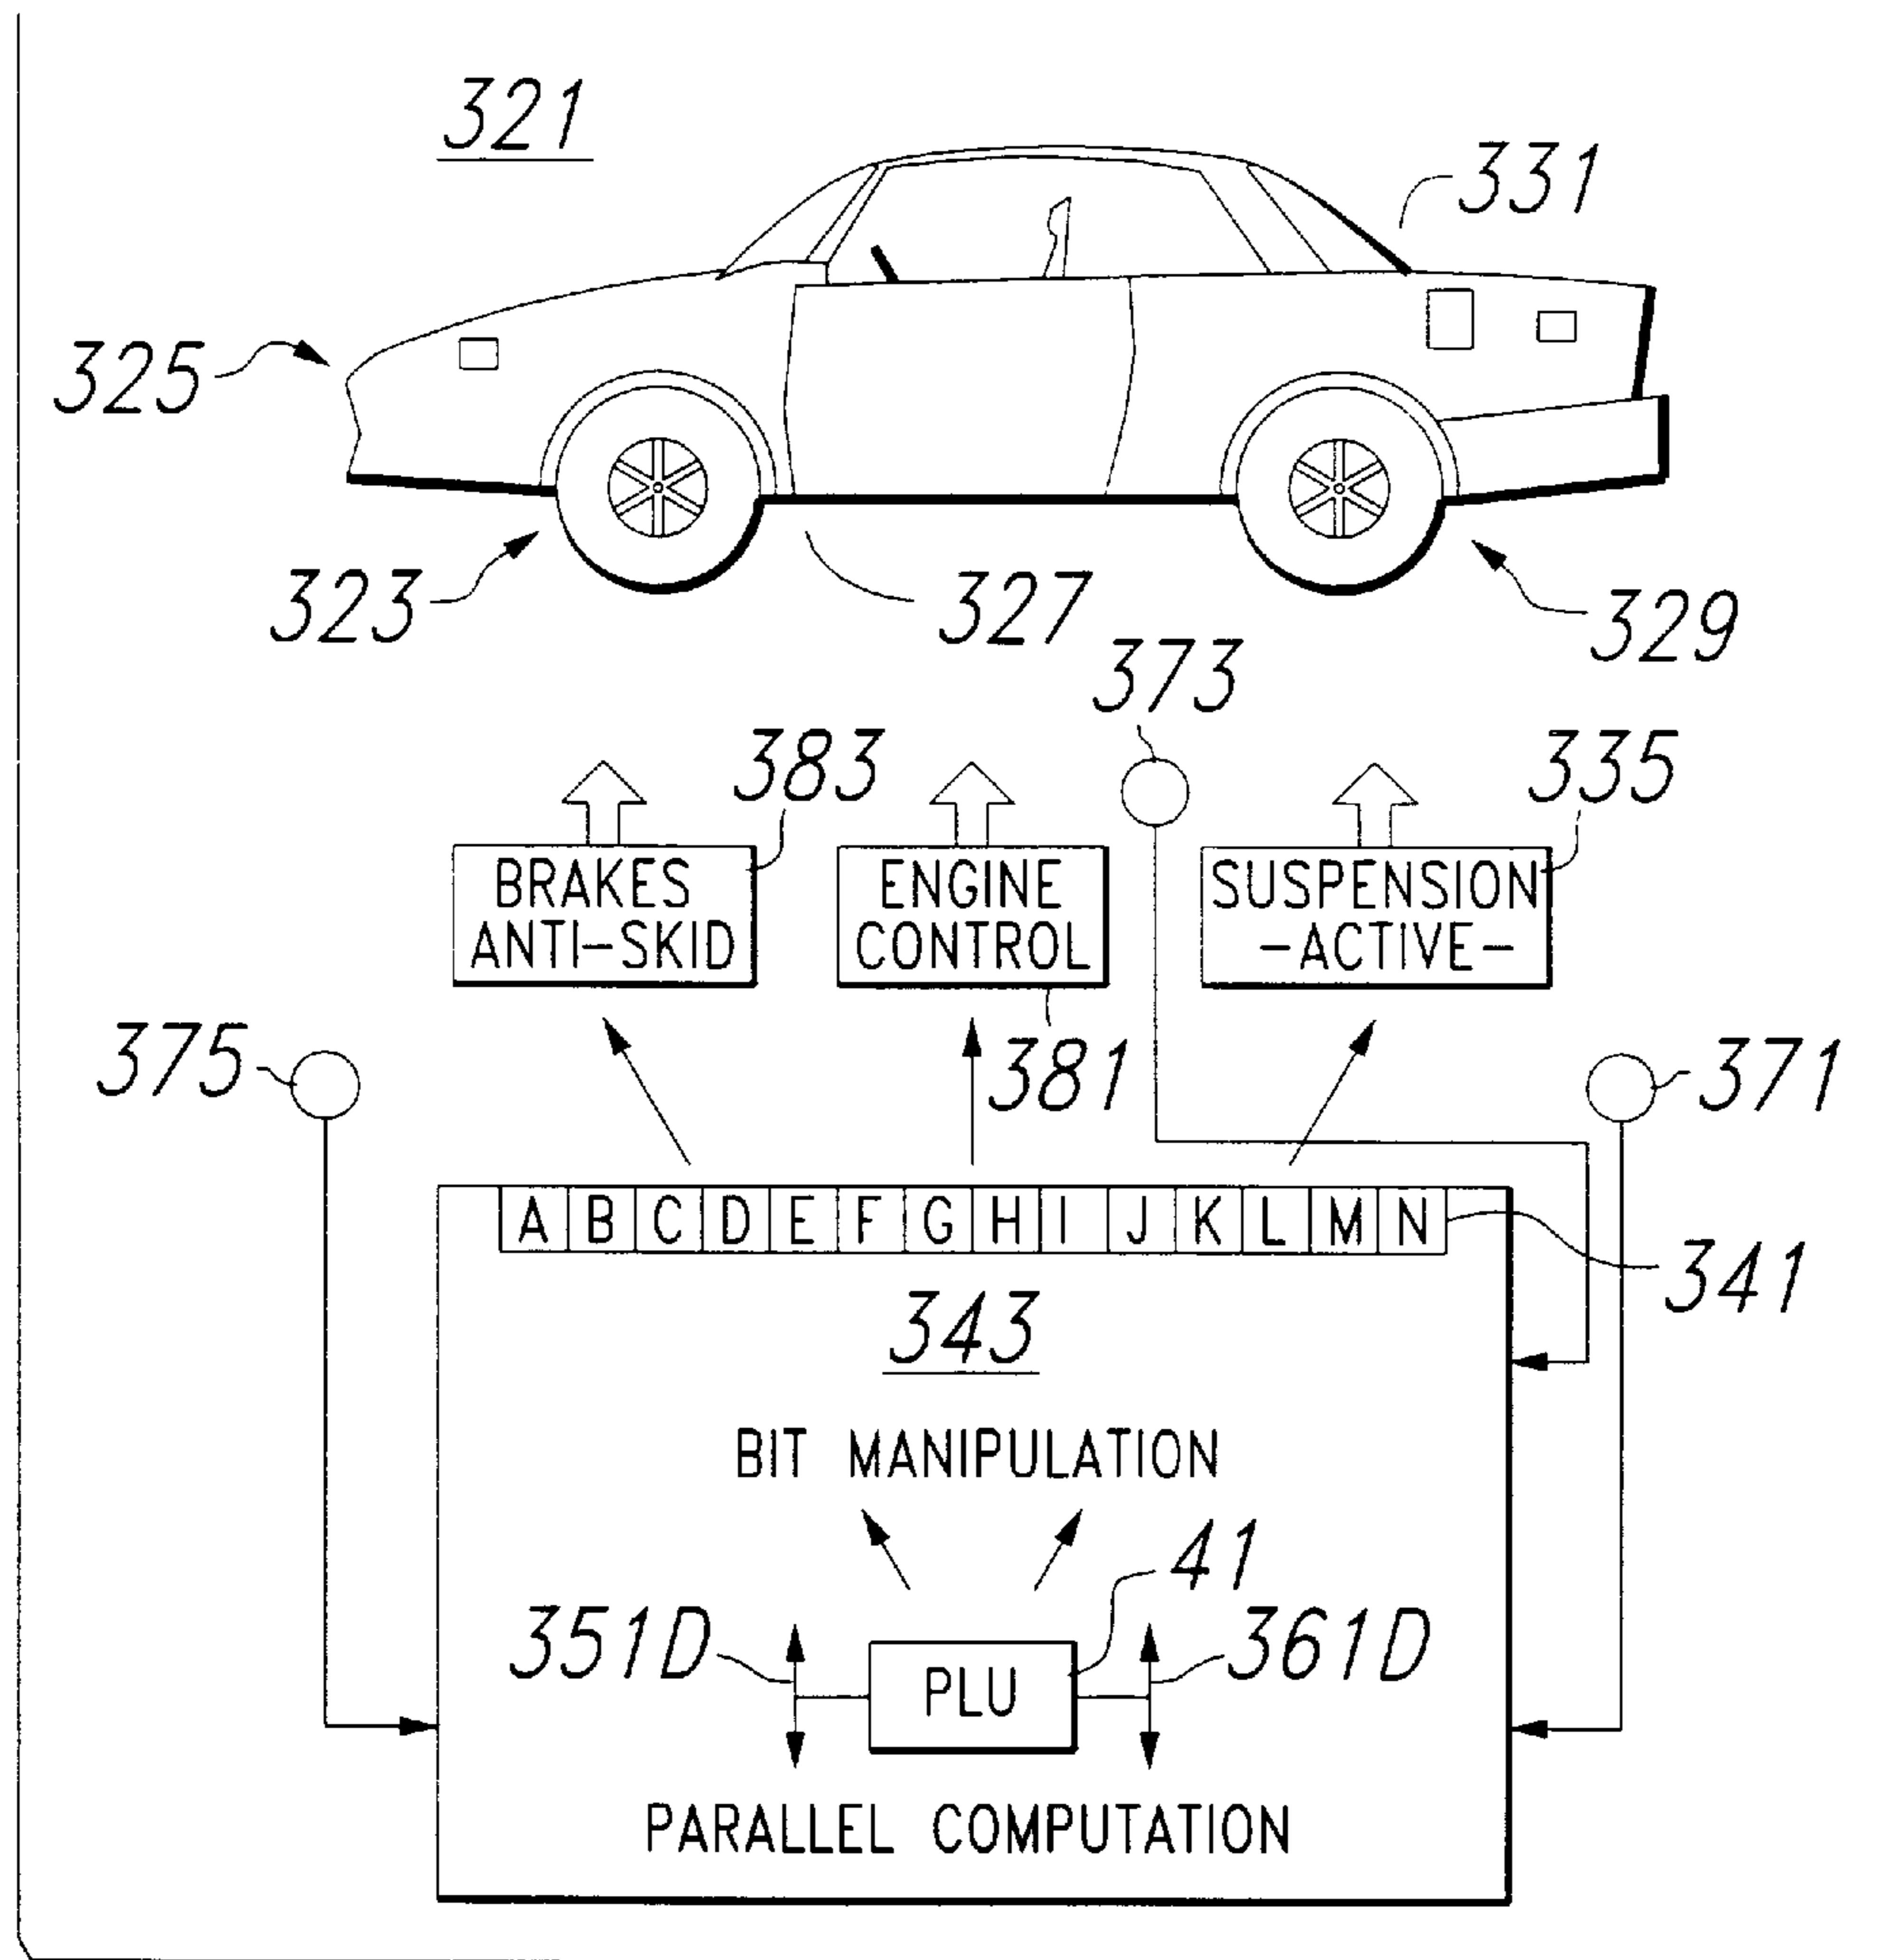 321
331
325
323
327
329
373
383
335
BRAKES
ANTI-SKID
ENGINE
CONTROL
SUSPENSION
-ACTIVE-
375
381
371
A B C D E F G H I J K L M N
341
343
BIT MANIPULATION
41
351D
PLU
361D
PARALLEL COMPUTATION